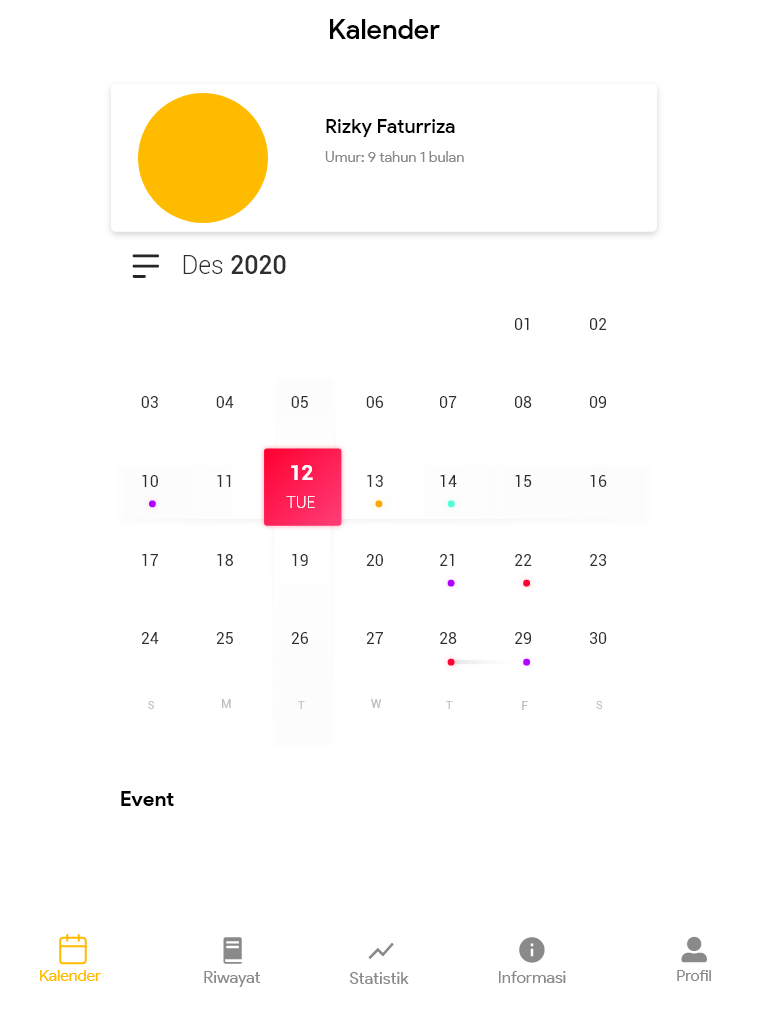 Kalender
Rizky Faturriza
Umur: 9 tahun 1 bulan
Des 2020
01 02
03 04 05 06 07 08 09
10 11 12 13 14 15 16
TUE
17 18 19 20 21 22 23
24 25 26 27 28 29 30
S M T W T F S
Event
Kalender Riwayat Statistik Informasi Profil